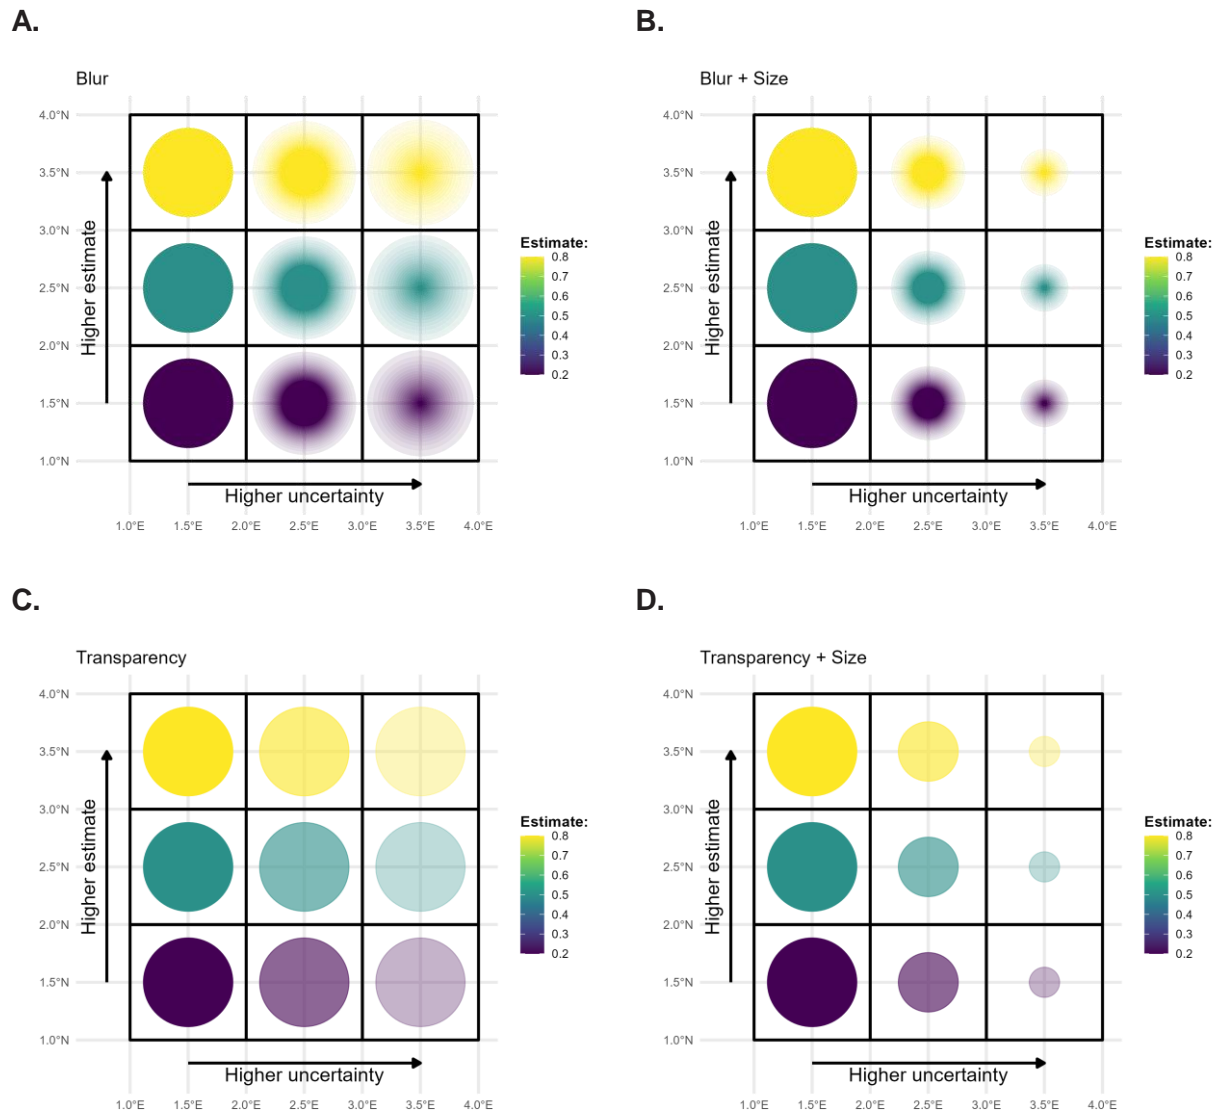 A.
Blur
4.0°N
3.5°N
3.0°N
2.5°N
2.0°N
1.5°N
1.0°N
Higher estimate
Higher uncertainty
1.0°E 1.5°E 2.0°E 2.5°E 3.0°E 3.5°E 4.0°E
Estimate:
0.8
0.7
0.6
0.5
0.4
0.3
0.2
B.
Blur + Size
4.0°N
3.5°N
3.0°N
2.5°N
2.0°N
1.5°N
1.0°N
Higher estimate
Higher uncertainty
1.0°E 1.5°E 2.0°E 2.5°E 3.0°E 3.5°E 4.0°E
Estimate:
0.8
0.7
0.6
0.5
0.4
0.3
0.2
C.
Transparency
4.0°N
3.5°N
3.0°N
2.5°N
2.0°N
1.5°N
1.0°N
Higher estimate
Higher uncertainty
1.0°E 1.5°E 2.0°E 2.5°E 3.0°E 3.5°E 4.0°E
Estimate:
0.8
0.7
0.6
0.5
0.4
0.3
0.2
D.
Transparency + Size
4.0°N
3.5°N
3.0°N
2.5°N
2.0°N
1.5°N
1.0°N
Higher estimate
Higher uncertainty
1.0°E 1.5°E 2.0°E 2.5°E 3.0°E 3.5°E 4.0°E
Estimate:
0.8
0.7
0.6
0.5
0.4
0.3
0.2